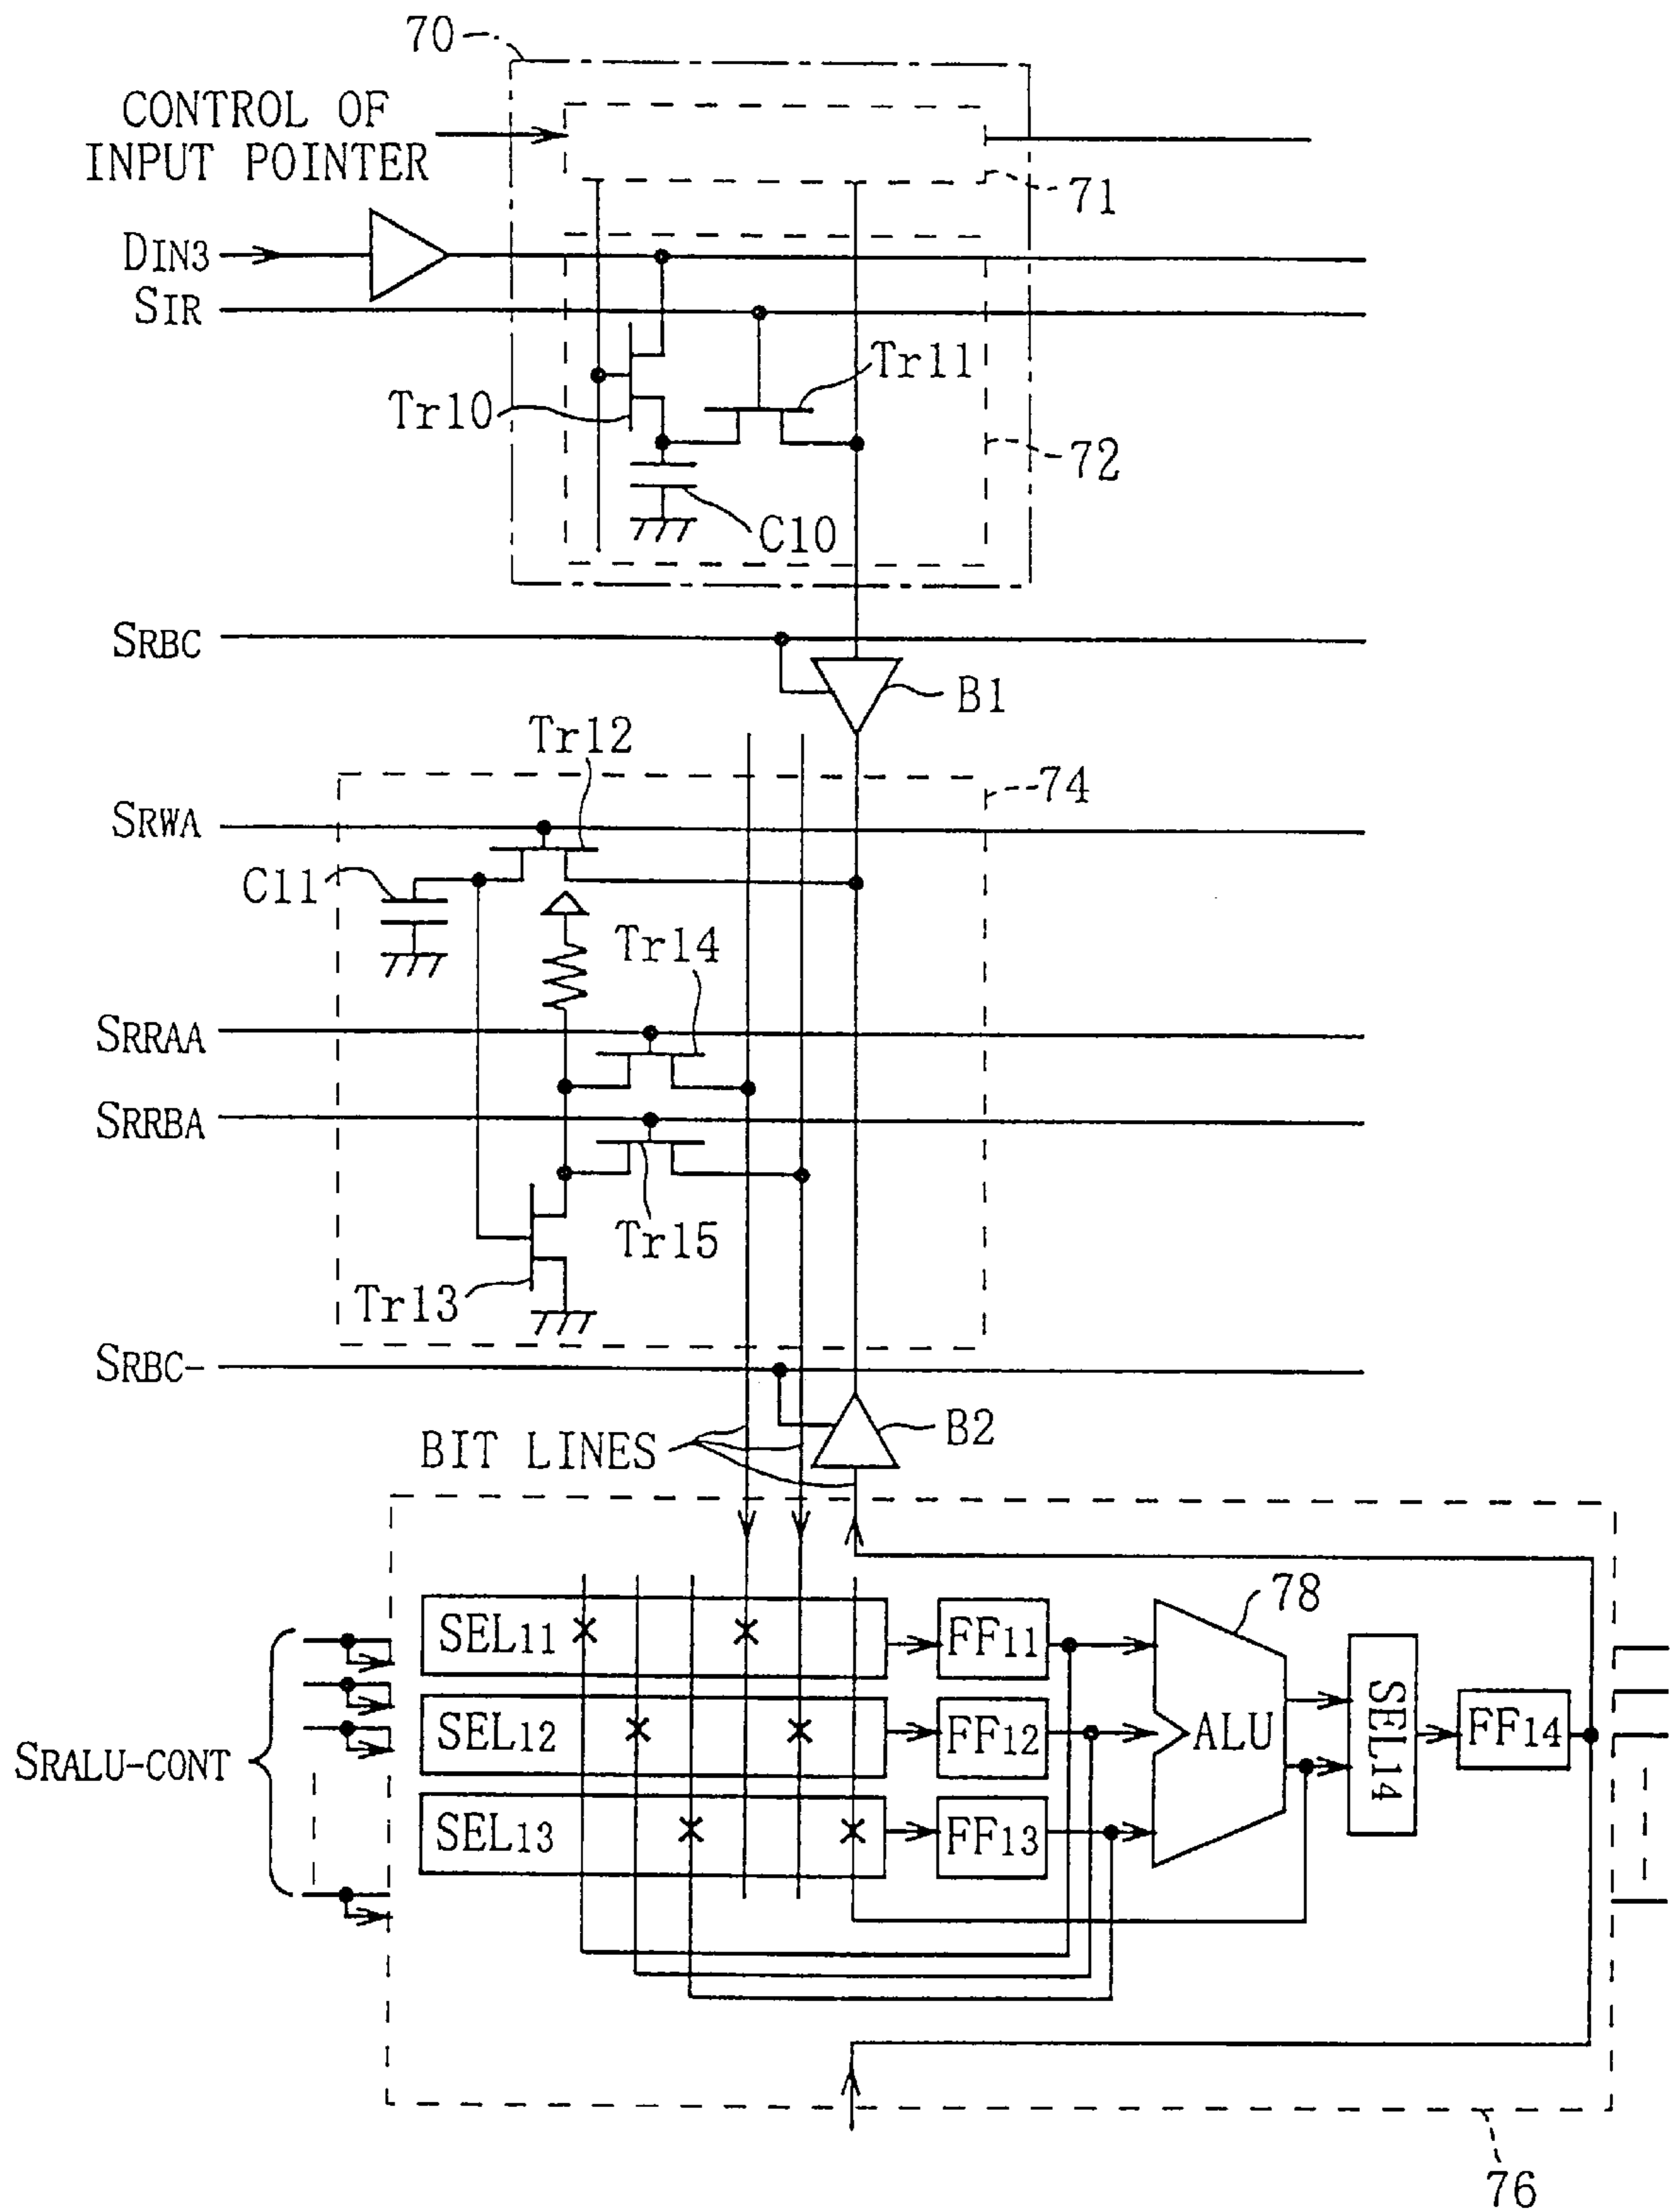 70
CONTROL OF
INPUT POINTER
71
DIN3
SIR
Tr11
Tr10
72
C10
SRBC
B1
Tr12
74
SRWA
C11
Tr14
SRRAA
SRRBA
Tr15
Tr13
SRBC-
B2
BIT LINES
78
SEL11
FF11
SEL12
FF12
ALU
SEL14
FF14
SRALU-CONT
SEL13
FF13
76